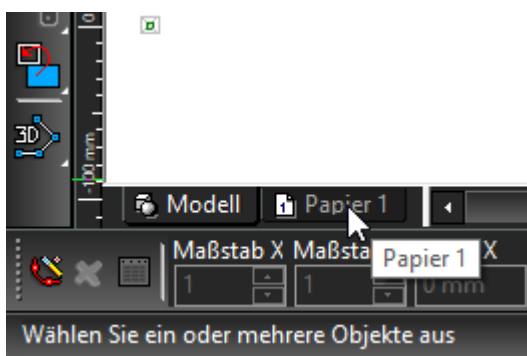 3D
-100 mm
0
Modell
Papier 1
Maßstab X Maßsta X
Papier 1
1
1
0 mm
Wählen Sie ein oder mehrere Objekte aus